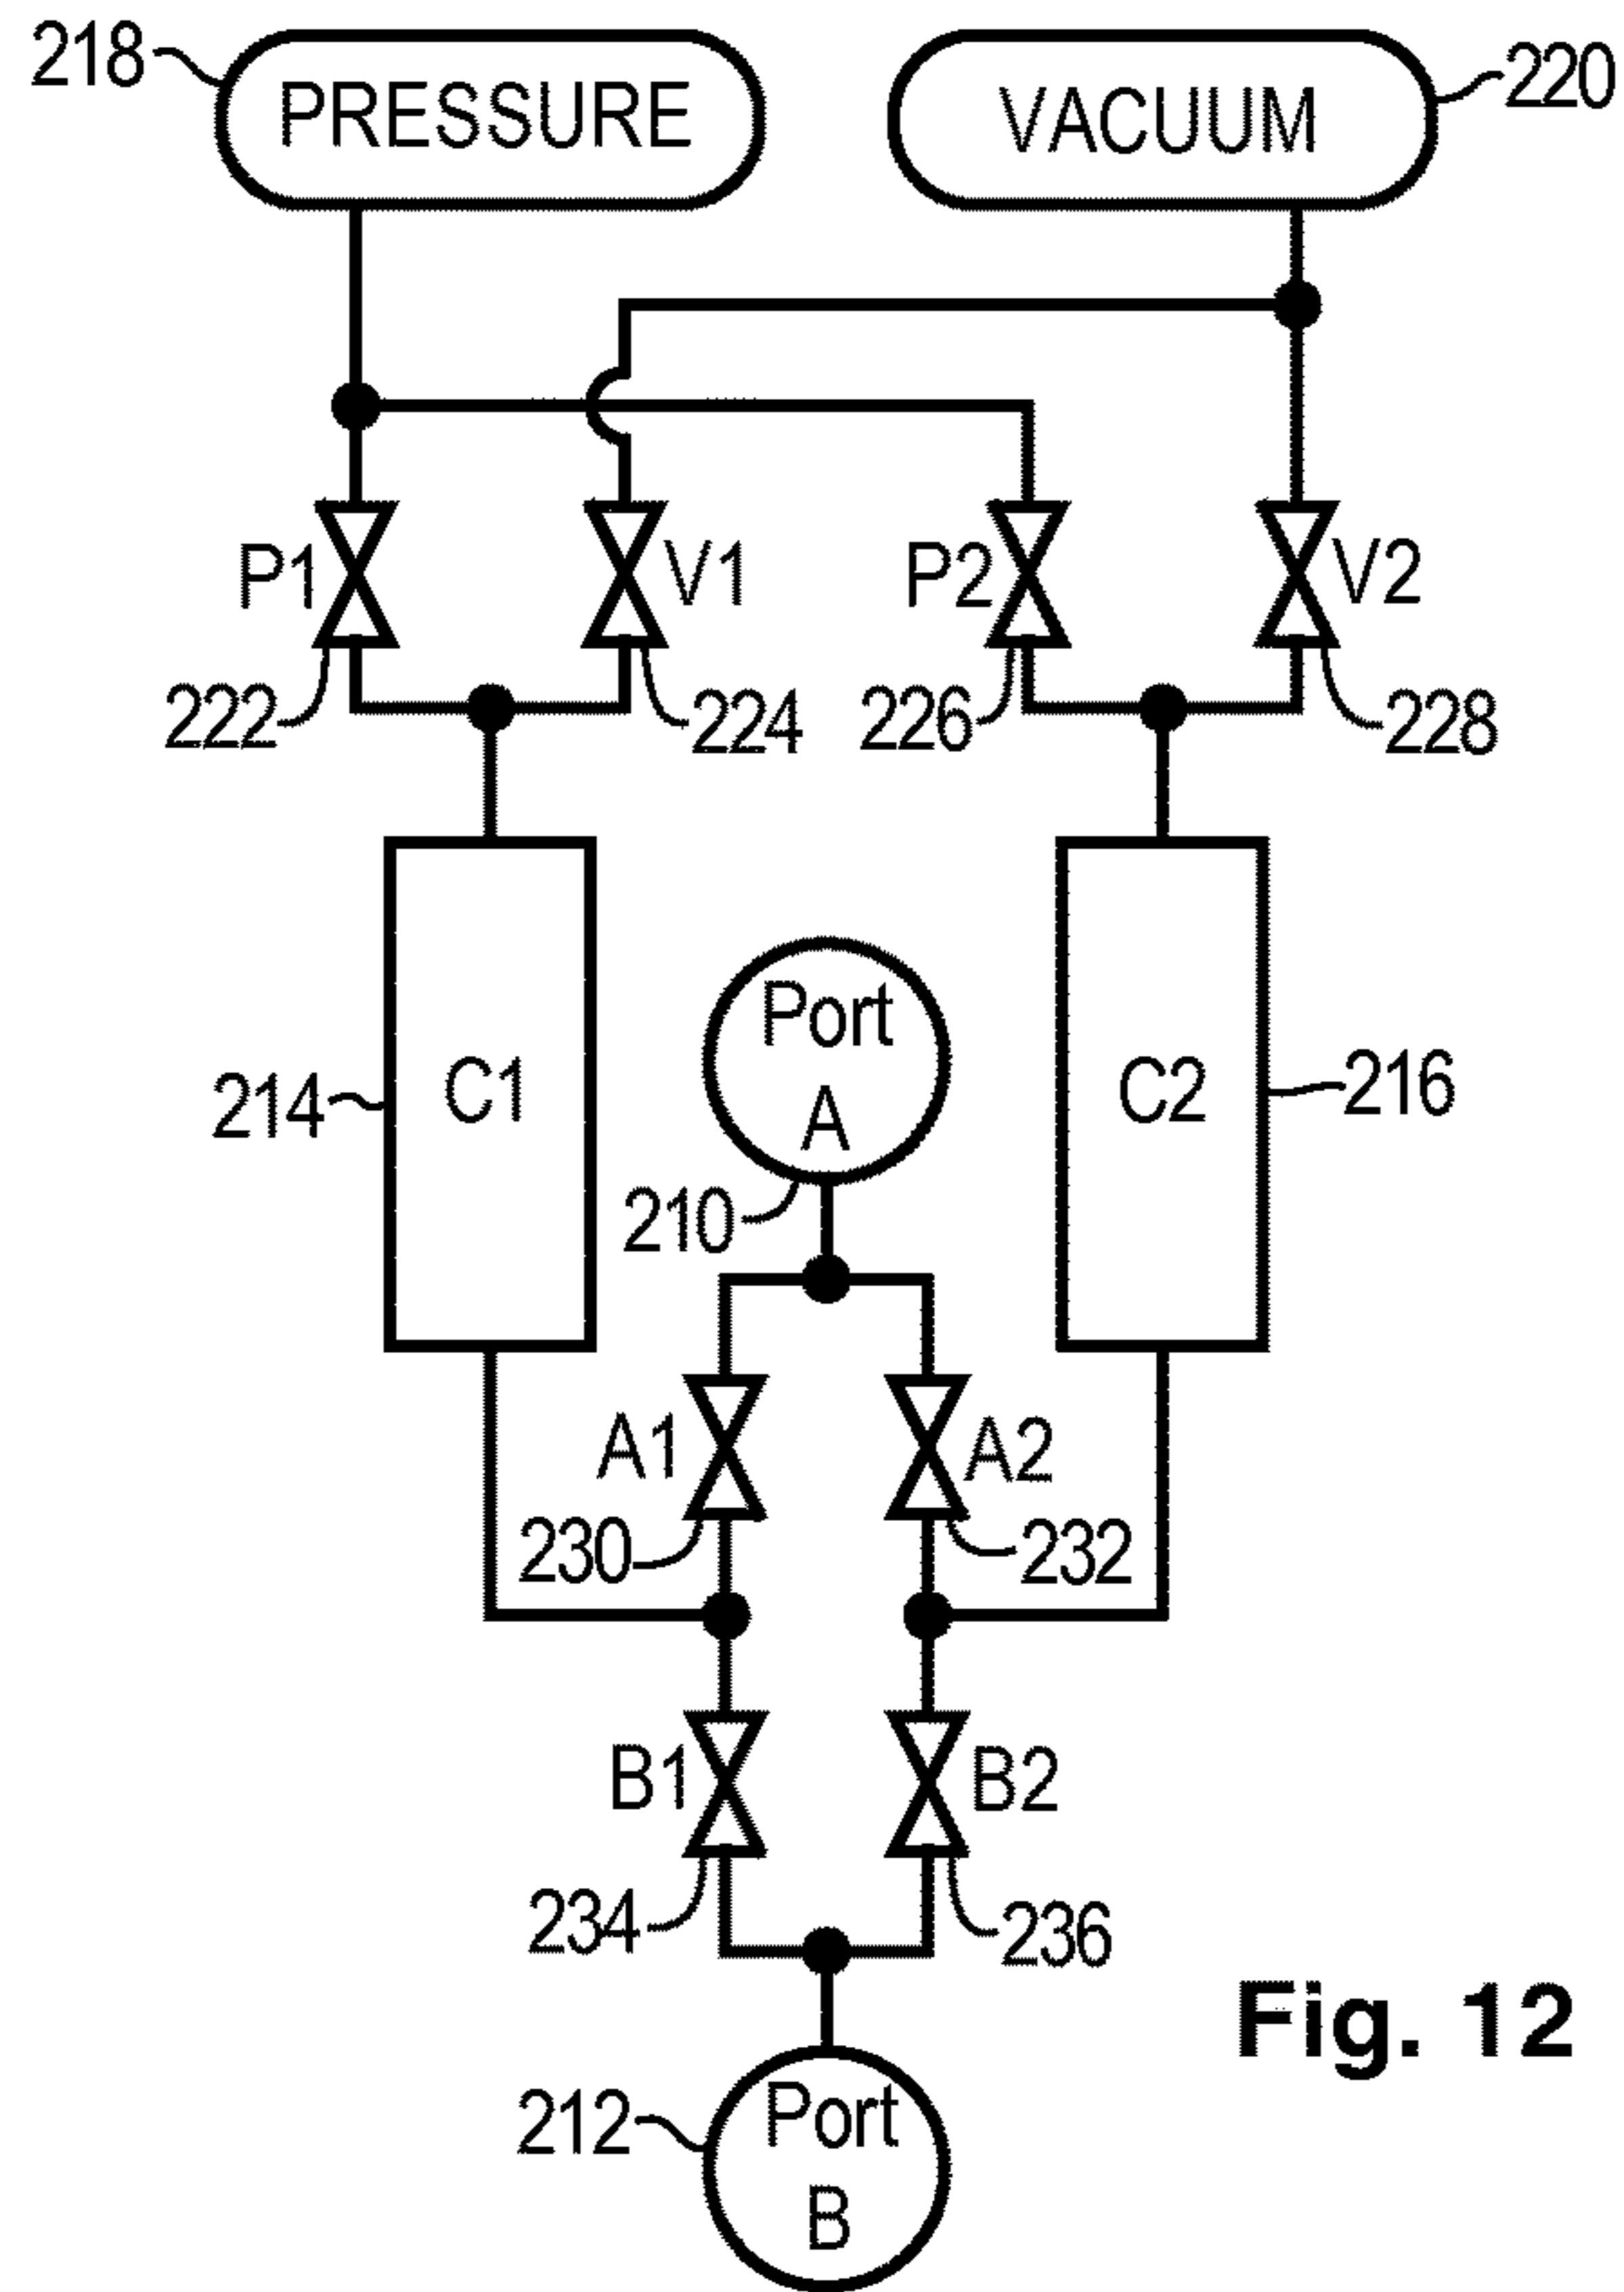 218
PRESSURE
VACUUM
220
P1
V1
P2
V2
222
224
226
228
Port
A
214
C1
C2
216
210
A1
A2
230
232
B1
B2
234
236
Fig. 12
212
Port
B